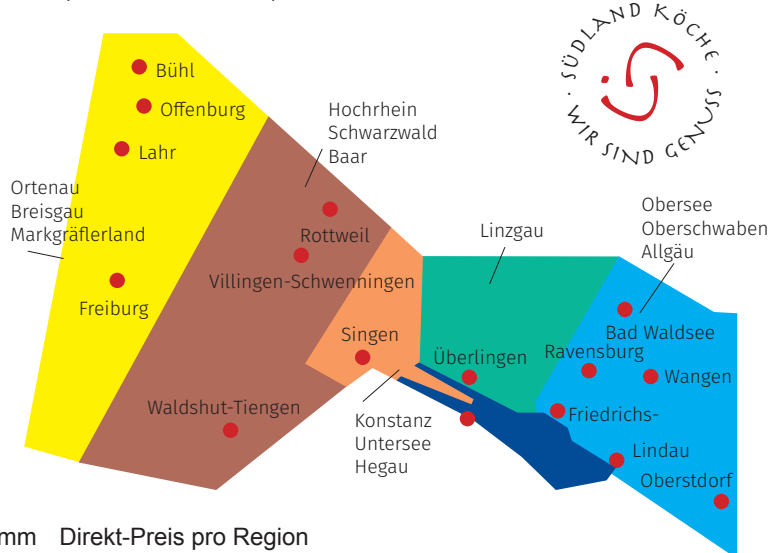 · SÜDLAND KÖCHE ·
WIR SIND GENUSS
Bühl
Offenburg
Lahr
Hochrhein
Schwarzwald
Baar
Ortenau
Breisgau
Markgräflerland
Obersee
Oberschwaben
Allgäu
Linzgau
Rottweil
Villingen-Schwenningen
Freiburg
Singen
Überlingen
Bad Waldsee
Ravensburg
Wangen
Waldshut-Tiengen
Konstanz
Untersee
Hegau
Friedrichs-
Lindau
Oberstdorf
mm Direkt-Preis pro Region